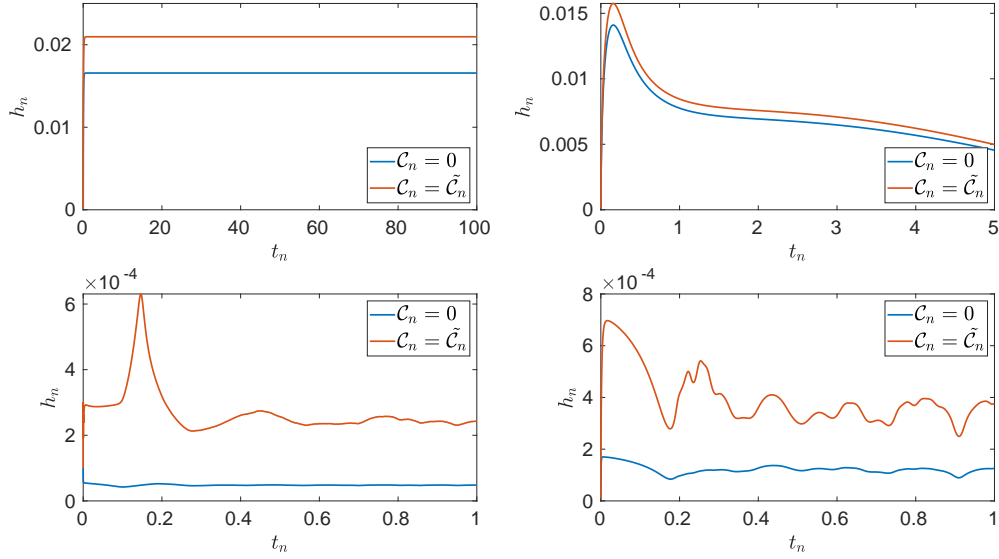 0.02
0.01
0
h_n
0 20 40 60 80 100
t_n
𝒞_n = 0
𝒞_n = 𝒞̃_n
0.015
0.01
0.005
0
h_n
0 1 2 3 4 5
t_n
𝒞_n = 0
𝒞_n = 𝒞̃_n
×10^-4
6
4
2
0
h_n
0 0.2 0.4 0.6 0.8 1
t_n
𝒞_n = 0
𝒞_n = 𝒞̃_n
×10^-4
8
6
4
2
0
h_n
0 0.2 0.4 0.6 0.8 1
t_n
𝒞_n = 0
𝒞_n = 𝒞̃_n